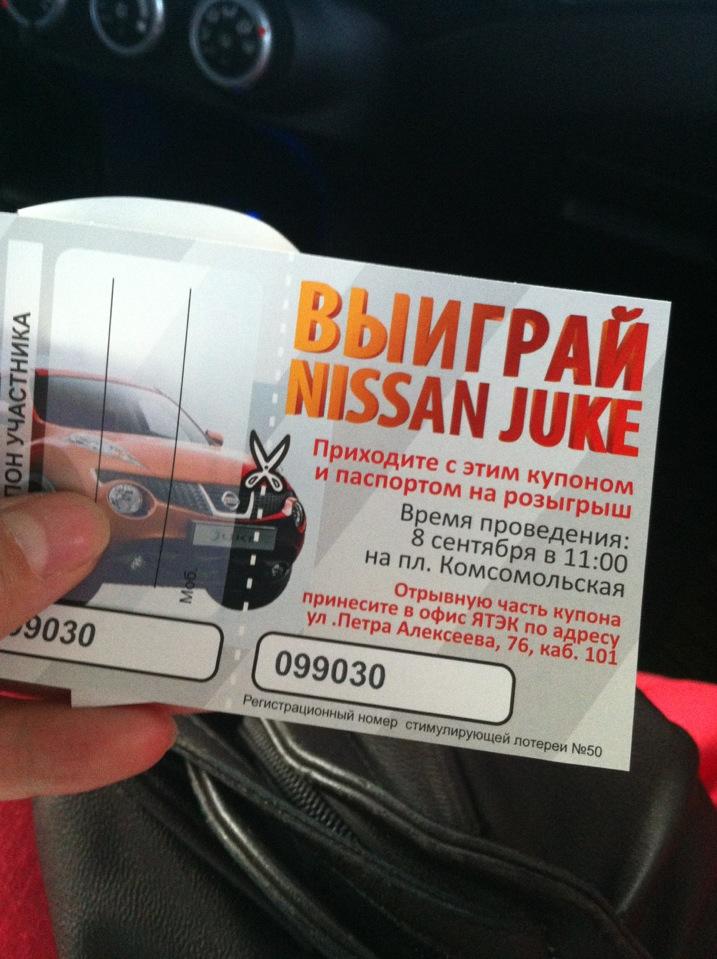 ВЫИГРАЙ
NISSAN JUKE
Приходите с этим купоном
и паспортом на розыгрыш
Время проведения:
8 сентября в 11:00
на пл. Комсомольская
Отрывную часть купона
принесите в офис ЯТЭК по адресу
ул .Петра Алексеева, 76, каб. 101
099030
Регистрационный номер стимулирующей лотереи №50
ПОН УЧАСТНИКА
Моб.
99030
Juke